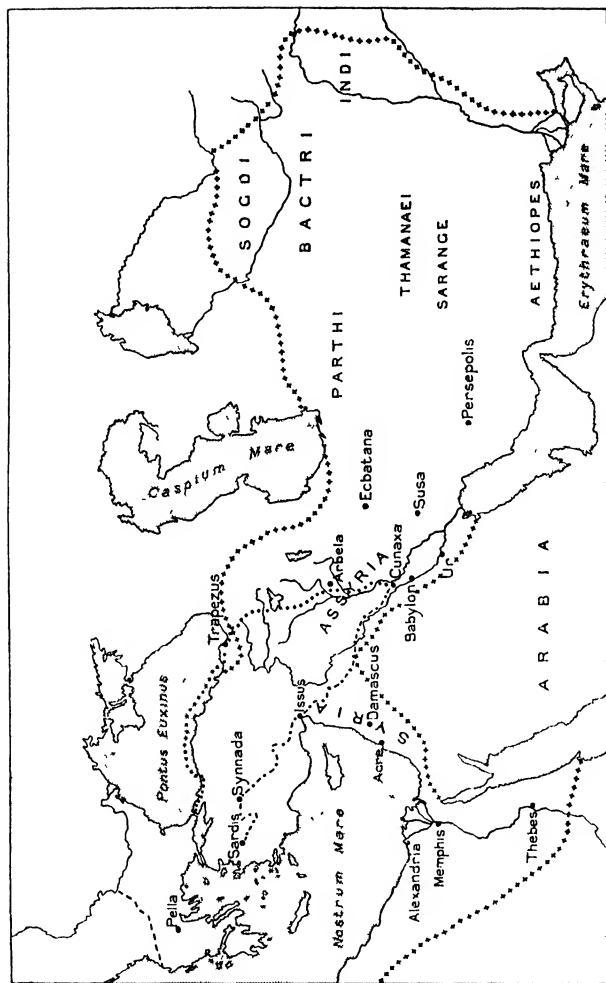 Pontus Euxinus
Caspium Mare
SOGDI
BACTRI
INDI
PARTHI
THAMANAEI
SARANGE
AETHIOPES
Erythraeum Mare
Trapezus
Pella
Sardis
Synnada
Issus
ASSYRIA
Arbela
Ecbatana
Susa
Persepolis
Cunaxa
Babylon
Ur
SYRIA
Damascus
Acre
Nostrum Mare
Alexandria
Memphis
Thebes
ARABIA